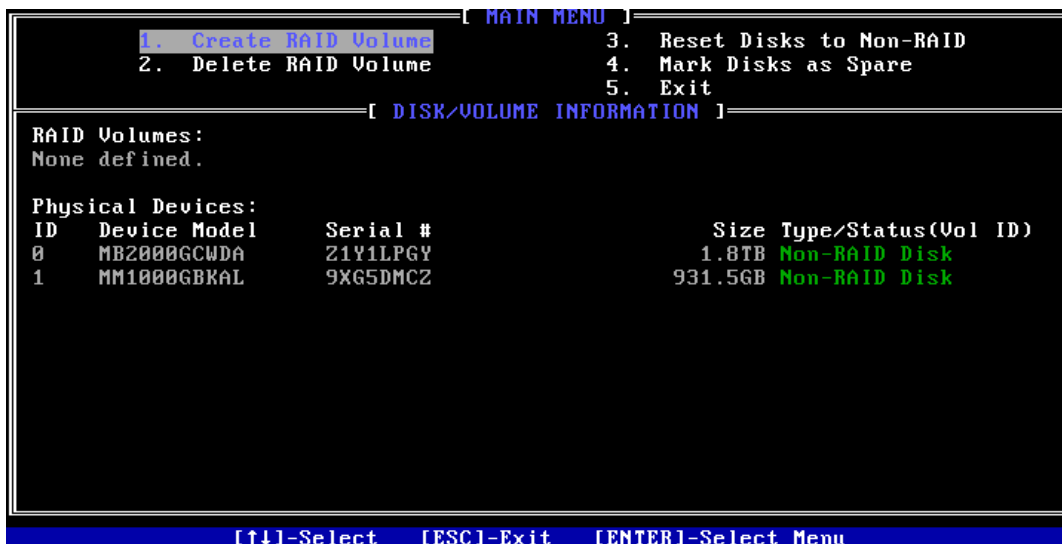 [ MAIN MENU ]
1. Create RAID Volume 3. Reset Disks to Non-RAID
2. Delete RAID Volume 4. Mark Disks as Spare
5. Exit
[ DISK/VOLUME INFORMATION ]
RAID Volumes:
None defined.
Physical Devices:
ID Device Model Serial # Size Type/Status(Vol ID)
0 MB2000GCWDA Z1Y1LPGY 1.8TB Non-RAID Disk
1 MM1000GBKAL 9XG5DMCZ 931.5GB Non-RAID Disk
[↑↓]-Select [ESC]-Exit [ENTER]-Select Menu